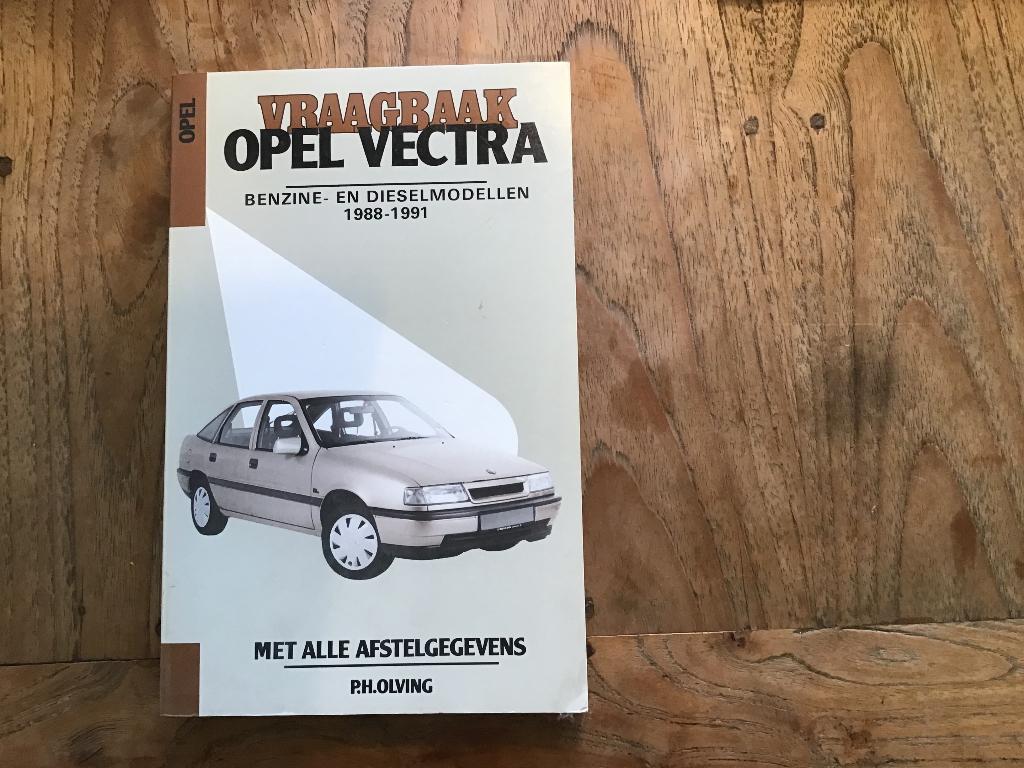 OPEL
VRAAGBAAK
OPEL VECTRA
BENZINE- EN DIESELMODELLEN
1988-1991
MET ALLE AFSTELGEGEVENS
P.H.OLVING